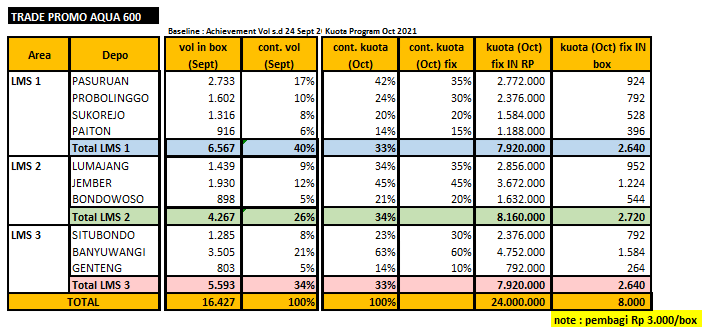 TRADE PROMO AQUA 600
Baseline : Achievement Vol s.d 24 Sept 2 Kuota Program Oct 2021
Area Depo vol in box (Sept) cont. vol (Sept) cont. kuota (Oct) cont. kuota (Oct) fix kuota (Oct) fix IN RP kuota (Oct) fix IN box
LMS 1 PASURUAN 2.733 17% 42% 35% 2.772.000 924
PROBOLINGGO 1.602 10% 24% 30% 2.376.000 792
SUKOREJO 1.316 8% 20% 20% 1.584.000 528
PAITON 916 6% 14% 15% 1.188.000 396
Total LMS 1 6.567 40% 33% 7.920.000 2.640
LMS 2 LUMAJANG 1.439 9% 34% 35% 2.856.000 952
JEMBER 1.930 12% 45% 45% 3.672.000 1.224
BONDOWOSO 898 5% 21% 20% 1.632.000 544
Total LMS 2 4.267 26% 34% 8.160.000 2.720
LMS 3 SITUBONDO 1.285 8% 23% 30% 2.376.000 792
BANYUWANGI 3.505 21% 63% 60% 4.752.000 1.584
GENTENG 803 5% 14% 10% 792.000 264
Total LMS 3 5.593 34% 33% 7.920.000 2.640
TOTAL 16.427 100% 100% 24.000.000 8.000
note : pembagi Rp 3.000/box